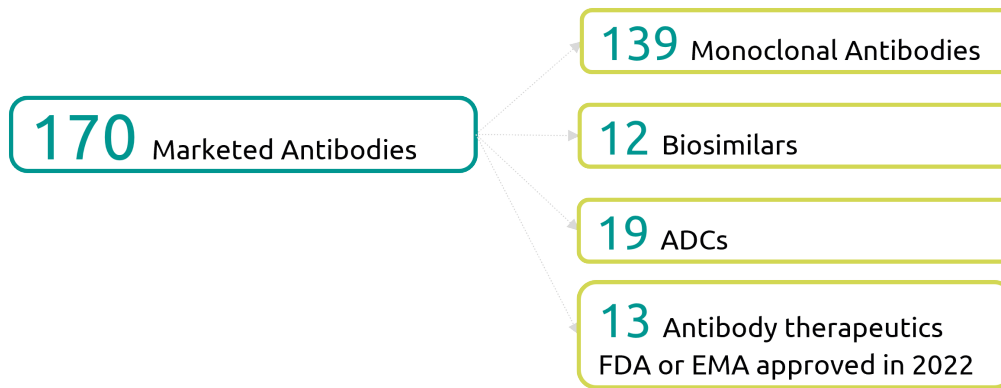 170 Marketed Antibodies
139 Monoclonal Antibodies
12 Biosimilars
19 ADCs
13 Antibody therapeutics
FDA or EMA approved in 2022